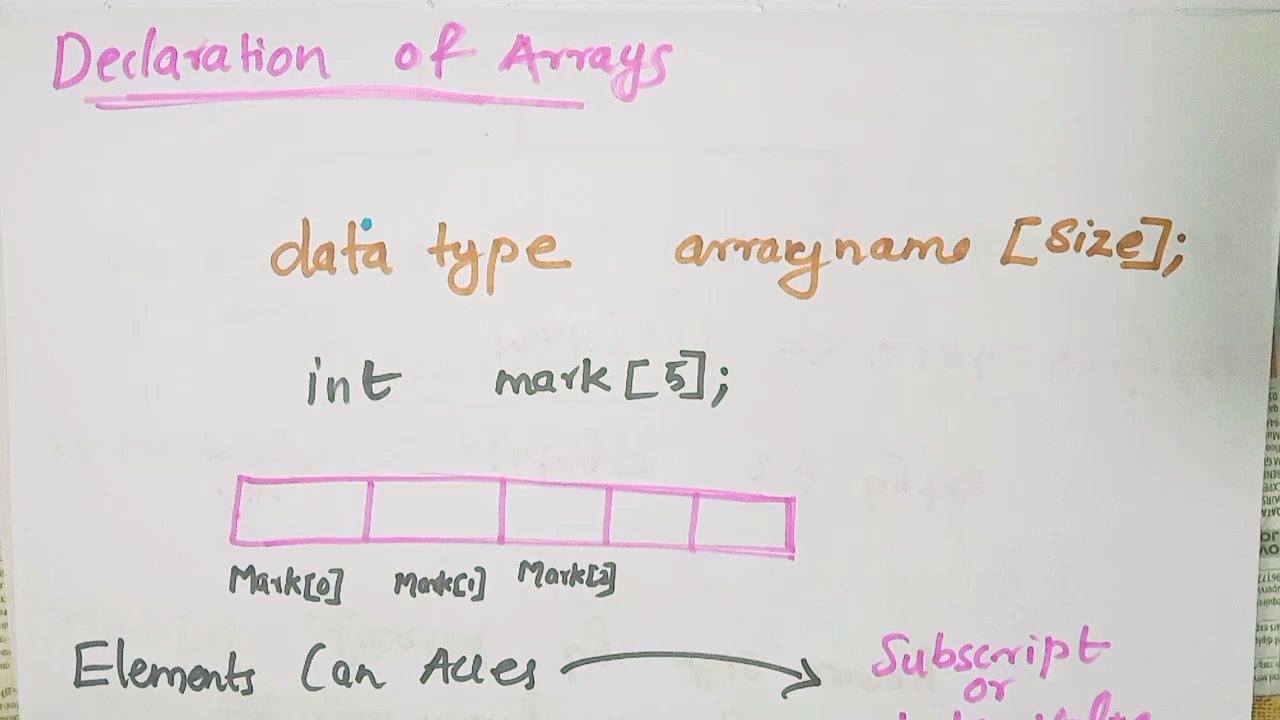 Declaration of Arrays
data type arrayname [size];
int mark [5];
Mark[0] Mark[1] Mark[2]
Elements Can Acces
Subscript
or
Value